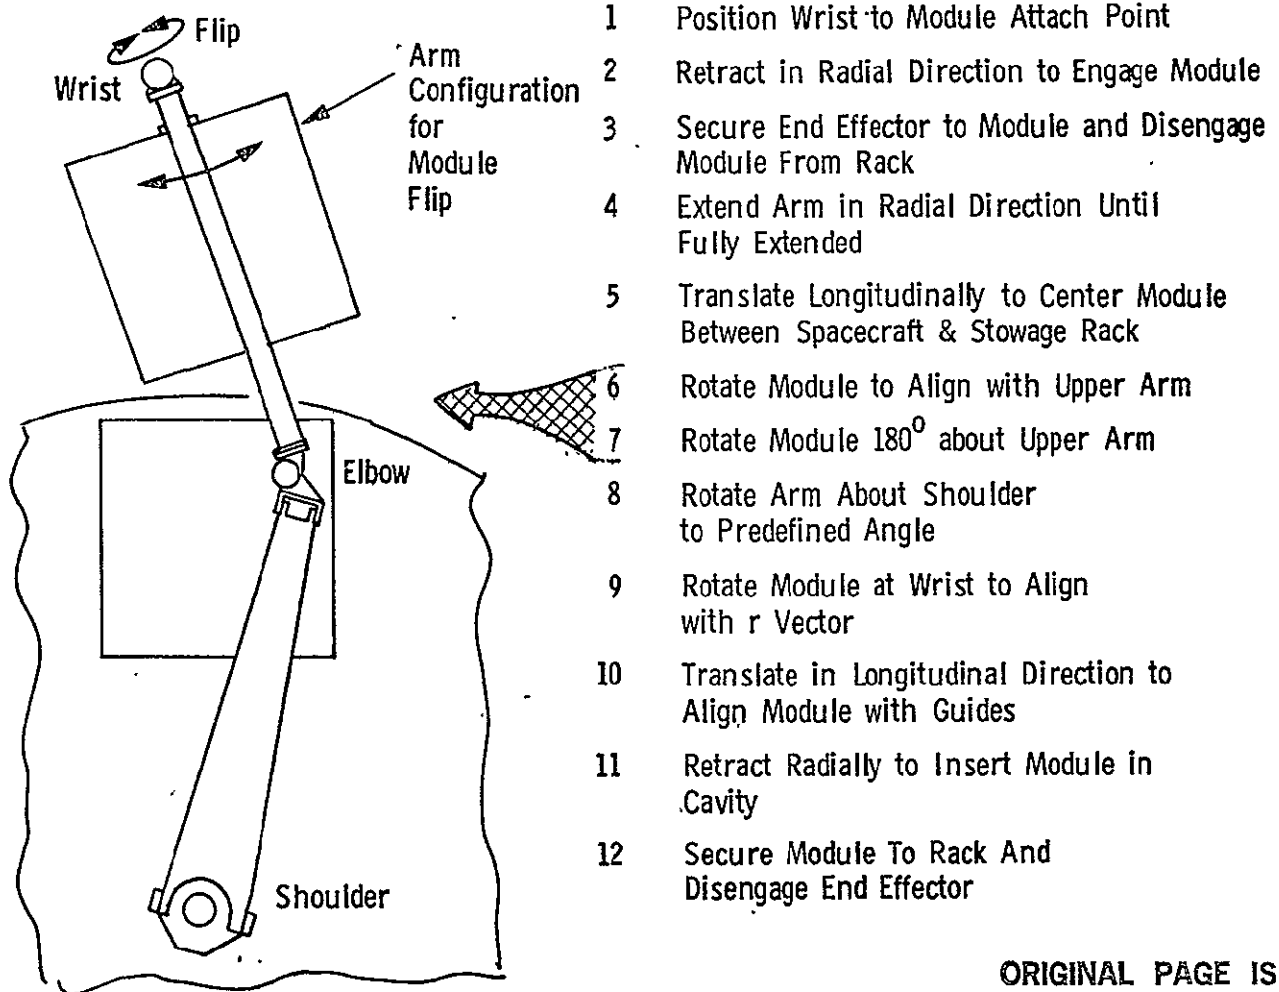 Flip
Wrist
Arm
Configuration
for
Module
Flip
Elbow
Shoulder
1 Position Wrist to Module Attach Point
2 Retract in Radial Direction to Engage Module
3 Secure End Effector to Module and Disengage
Module From Rack
4 Extend Arm in Radial Direction Until
Fully Extended
5 Translate Longitudinally to Center Module
Between Spacecraft & Stowage Rack
6 Rotate Module to Align with Upper Arm
7 Rotate Module 180⁰ about Upper Arm
8 Rotate Arm About Shoulder
to Predefined Angle
9 Rotate Module at Wrist to Align
with r Vector
10 Translate in Longitudinal Direction to
Align Module with Guides
11 Retract Radially to Insert Module in
Cavity
12 Secure Module To Rack And
Disengage End Effector
ORIGINAL PAGE IS